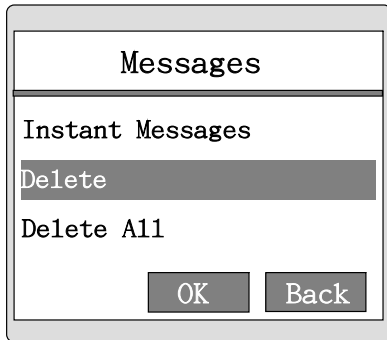 Messages
Instant Messages
Delete
Delete All
OK Back